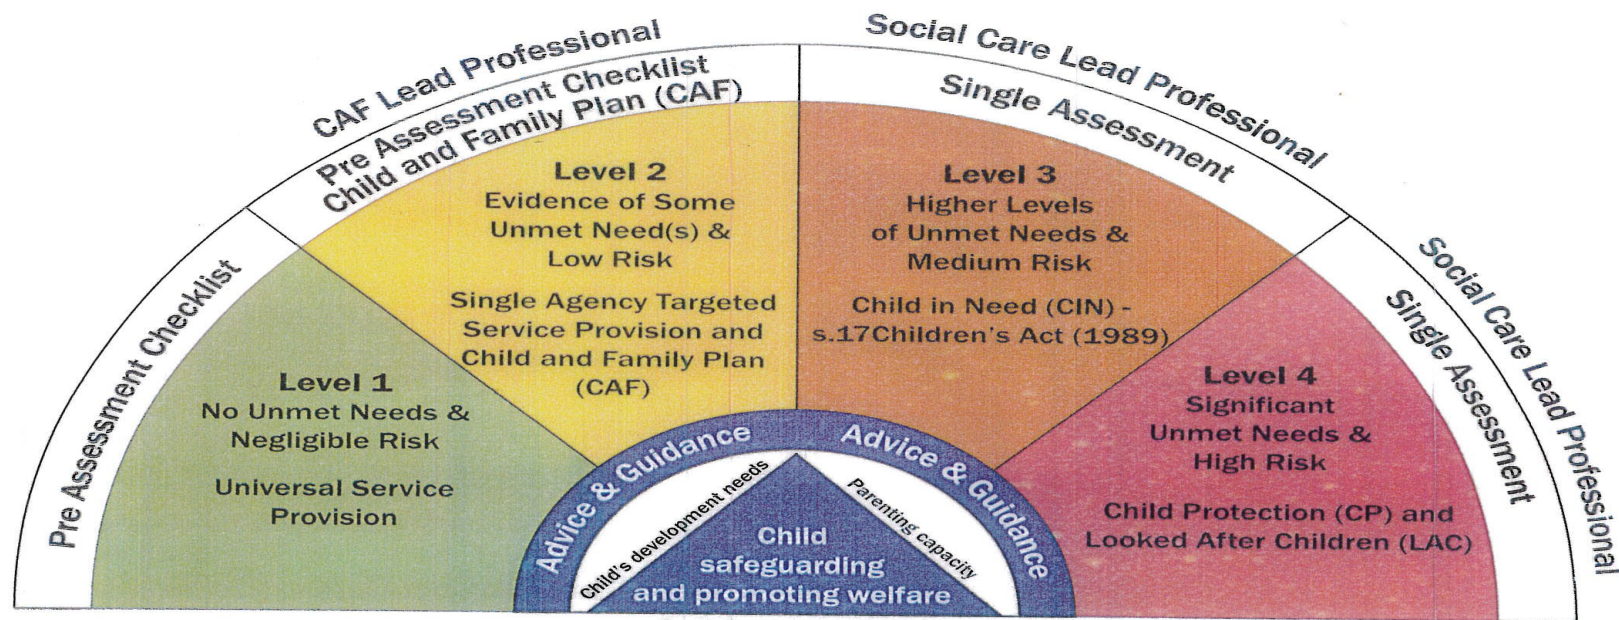 CAF Lead Professional
Pre Assessment Checklist
Child and Family Plan (CAF)
Social Care Lead Professional
Single Assessment
Pre Assessment Checklist
Social Care Lead Professional
Single Assessment
Level 1
No Unmet Needs &
Negligible Risk
Universal Service
Provision
Level 2
Evidence of Some
Unmet Need(s) &
Low Risk
Single Agency Targeted
Service Provision and
Child and Family Plan
(CAF)
Level 3
Higher Levels
of Unmet Needs &
Medium Risk
Child in Need (CIN) -
s.17Children's Act (1989)
Level 4
Significant
Unmet Needs &
High Risk
Child Protection (CP) and
Looked After Children (LAC)
Advice & Guidance
Advice & Guidance
Child's development needs
Parenting capacity
Child
safeguarding
and promoting welfare